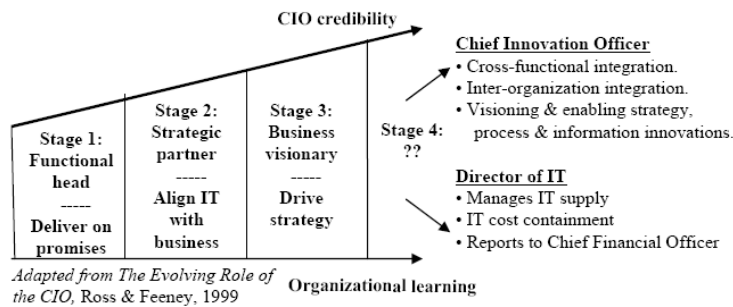 CIO credibility
Stage 1:
Functional
head
-----
Deliver on
promises
Stage 2:
Strategic
partner
-----
Align IT
with
business
Stage 3:
Business
visionary
-----
Drive
strategy
Stage 4:
??
Chief Innovation Officer
• Cross-functional integration.
• Inter-organization integration.
• Visioning & enabling strategy,
process & information innovations.
Director of IT
• Manages IT supply
• IT cost containment
• Reports to Chief Financial Officer
Adapted from The Evolving Role of
the CIO, Ross & Feeney, 1999
Organizational learning